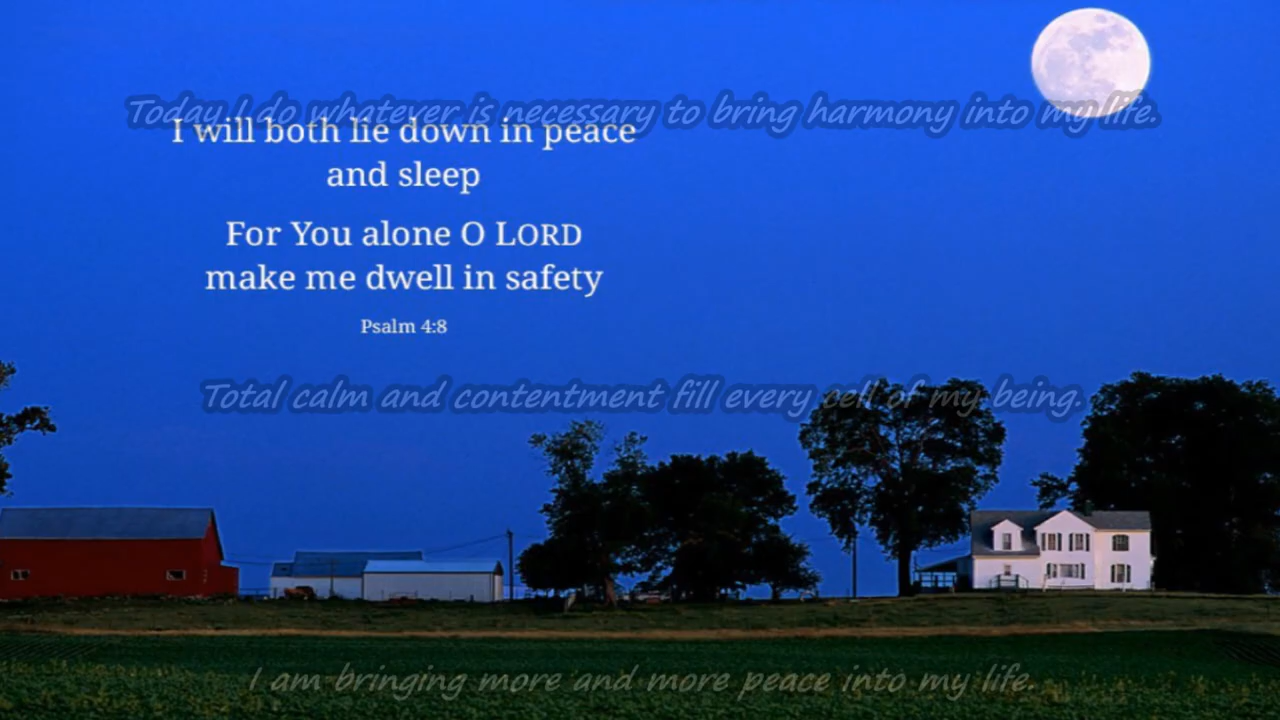 Today I do whatever is necessary to bring harmony into my life.
I will both lie down in peace
and sleep
For You alone O LORD
make me dwell in safety
Psalm 4:8
Total calm and contentment fill every cell of my being.
I am bringing more and more peace into my life.